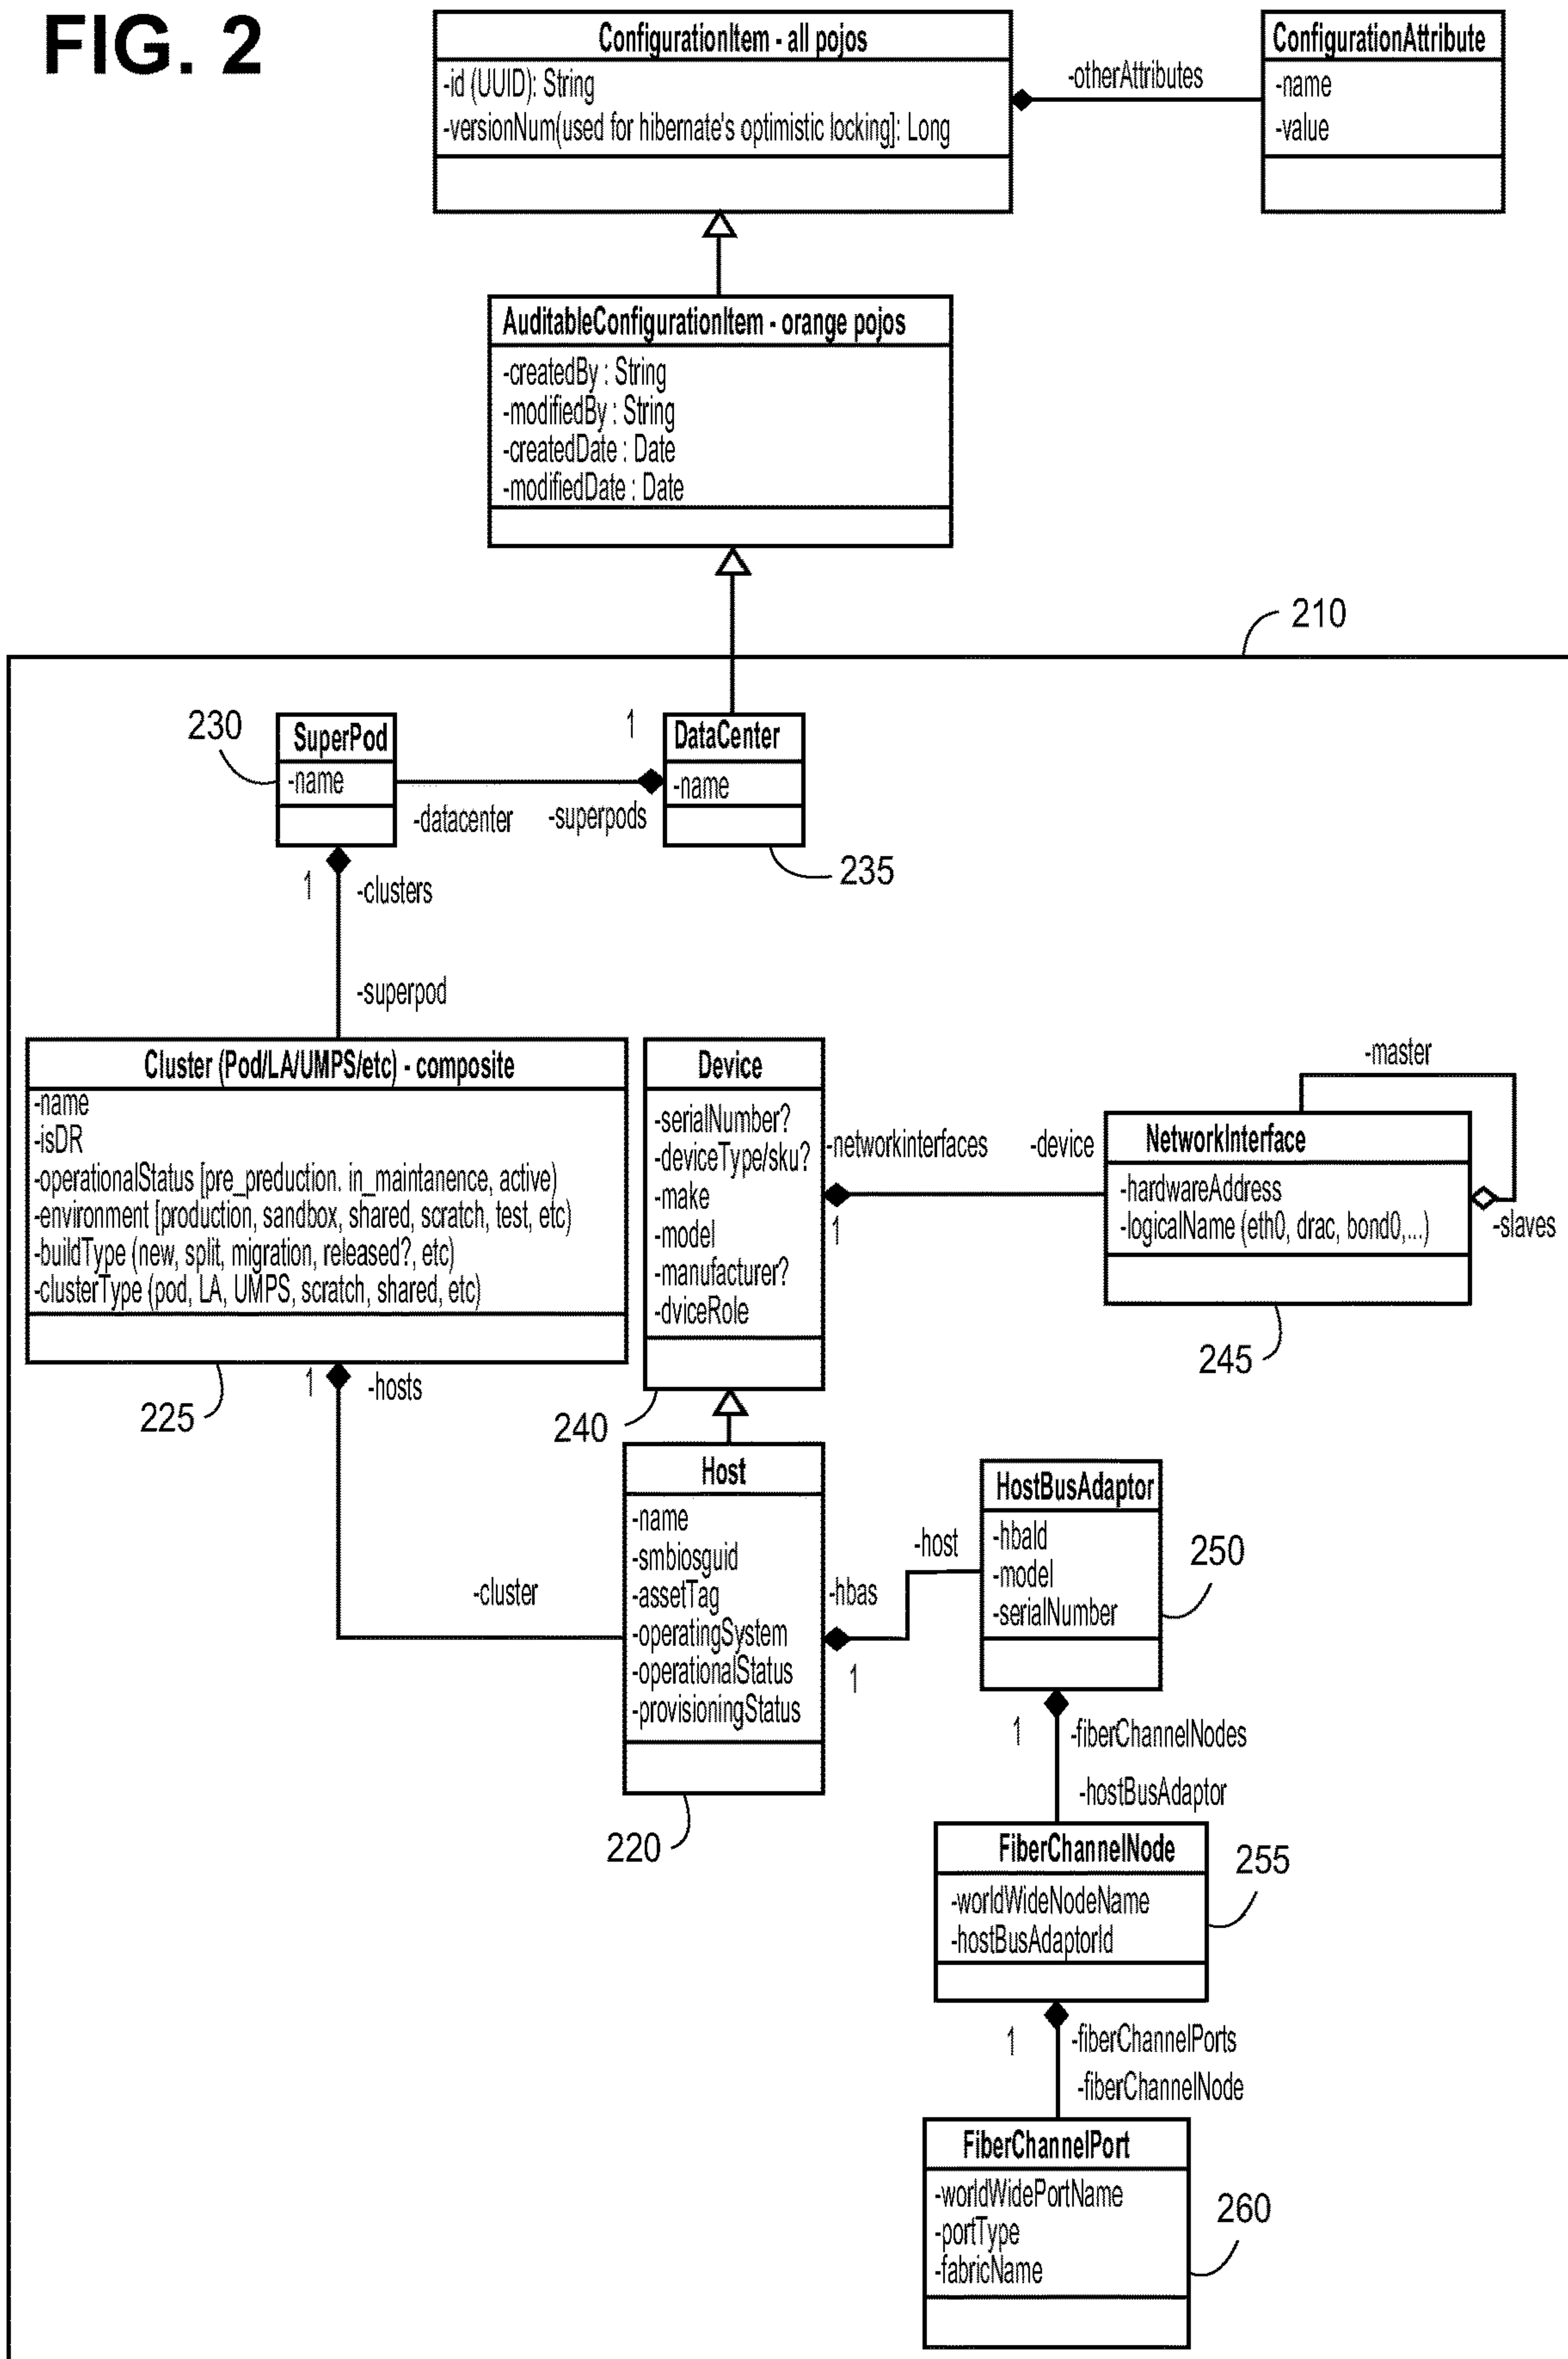 FIG. 2
ConfigurationItem - all pojos
-id (UUID): String
-versionNum(used for hibernate's optimistic locking]: Long
-otherAttributes
ConfigurationAttribute
-name
-value
AuditableConfigurationItem - orange pojos
-createdBy : String
-modifiedBy : String
-createdDate : Date
-modifiedDate : Date
210
230
SuperPod
-name
1
DataCenter
-name
-datacenter
-superpods
235
1
-clusters
-superpod
Cluster (Pod/LA/UMPS/etc) - composite
-name
-isDR
-operationalStatus [pre_preduction. in_maintanence, active)
-environment [production, sandbox, shared, scratch, test, etc)
-buildType (new, split, migration, released?, etc)
-clusterType (pod, LA, UMPS, scratch, shared, etc)
225
1
-hosts
-cluster
Device
-serialNumber?
-deviceType/sku?
-make
-model
-manufacturer?
-dviceRole
240
-networkinterfaces
-device
1
-master
NetworkInterface
-hardwareAddress
-logicalName (eth0, drac, bond0,...)
-slaves
245
Host
-name
-smbiosguid
-assetTag
-operatingSystem
-operationalStatus
-provisioningStatus
220
-hbas
-host
1
HostBusAdaptor
-hbaId
-model
-serialNumber
250
1
-fiberChannelNodes
-hostBusAdaptor
FiberChannelNode
-worldWideNodeName
-hostBusAdaptorId
255
1
-fiberChannelPorts
-fiberChannelNode
FiberChannelPort
-worldWidePortName
-portType
-fabricName
260